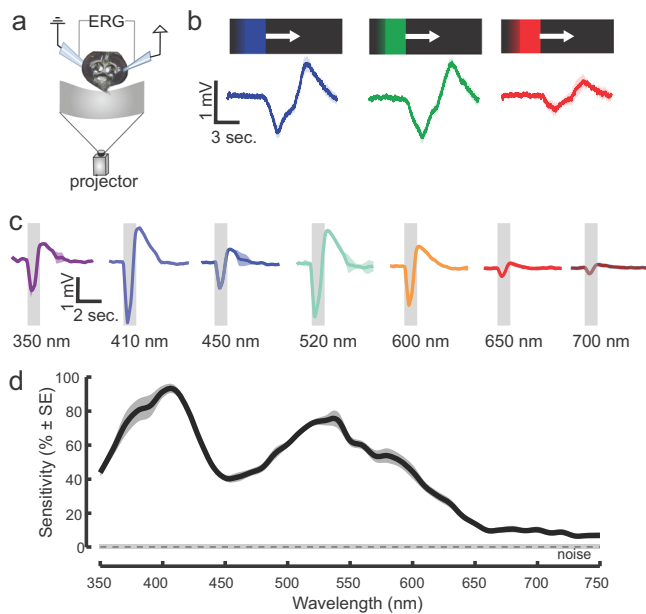 a
ERG
projector
b
1 mV
3 sec.
c
1 mV
2 sec.
350 nm
410 nm
450 nm
520 nm
600 nm
650 nm
700 nm
d
Sensitivity (% ± SE)
100
80
60
40
20
0
noise
350
400
450
500
550
600
650
700
750
Wavelength (nm)